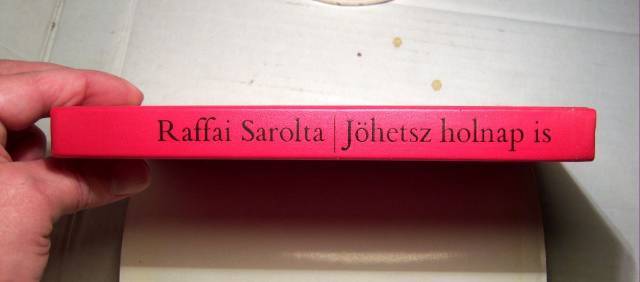 Raffai Sarolta | Jöhetsz holnap is